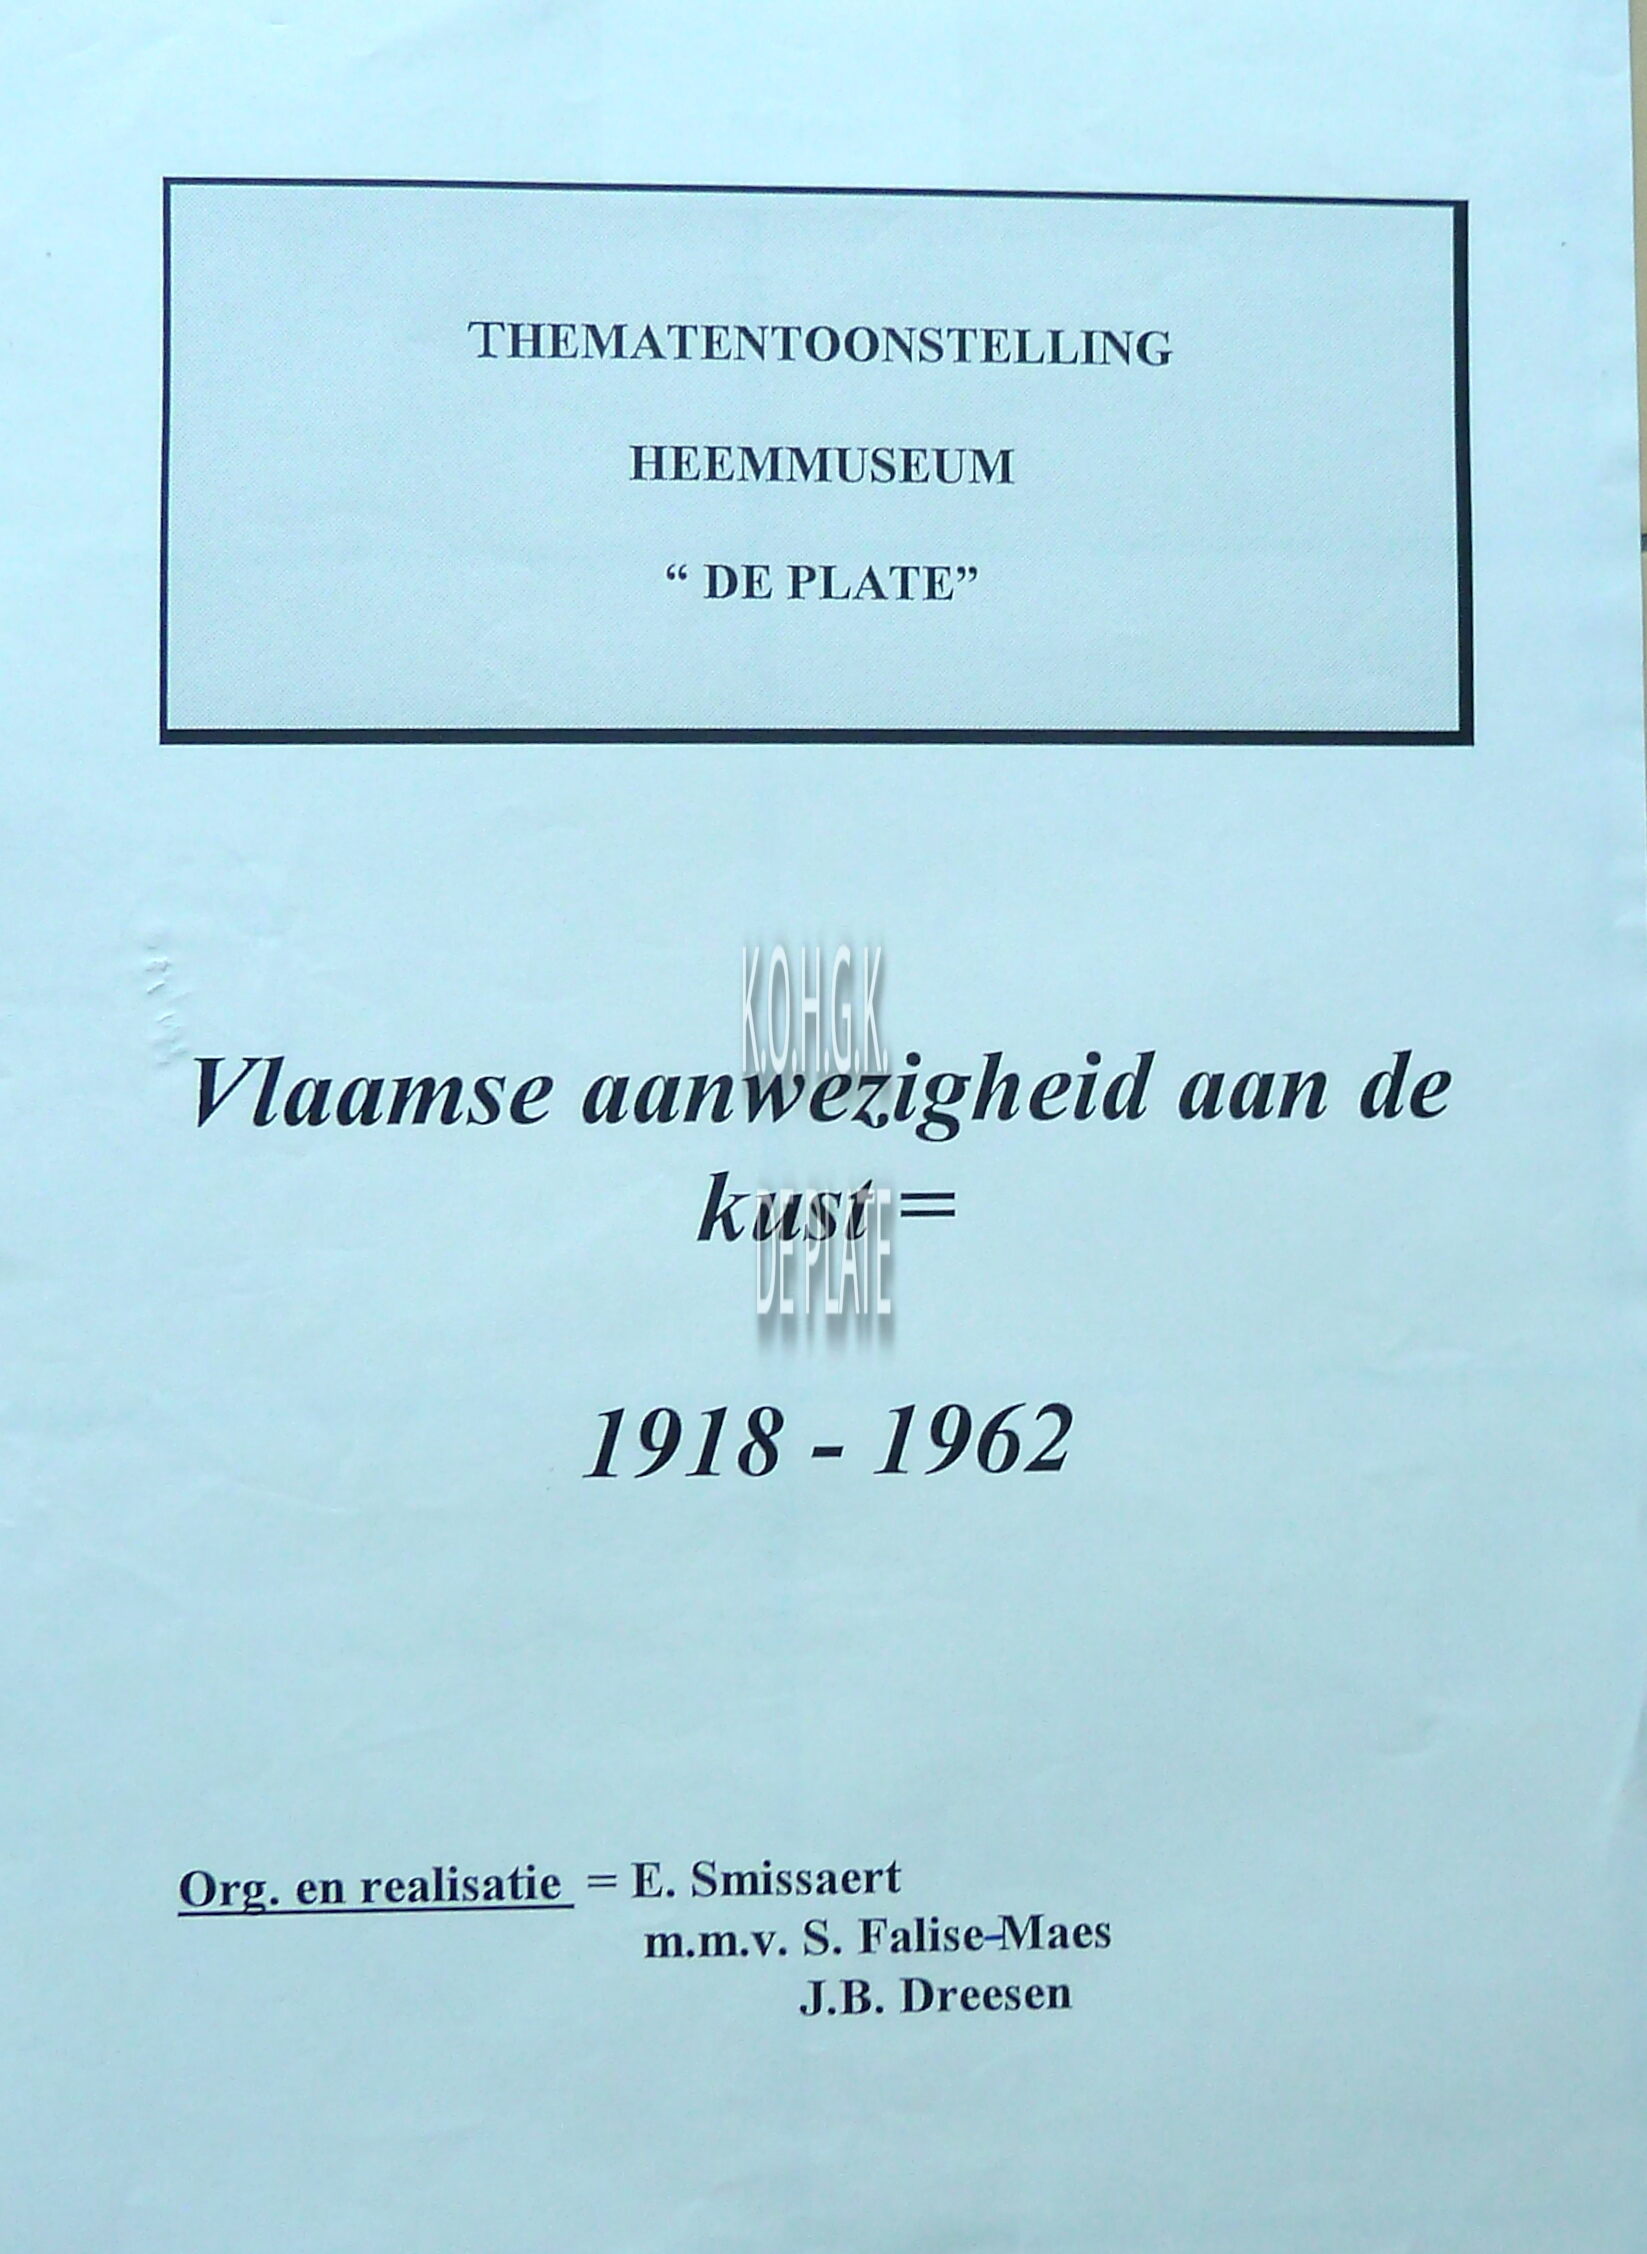 THEMATENTOONSTELLING
HEEMMUSEUM
“ DE PLATE”
K.O.H.G.K.
Vlaamse aanwezigheid aan de
kust =
DE PLATE
1918 - 1962
Org. en realisatie = E. Smissaert
m.m.v. S. Falise-Maes
J.B. Dreesen